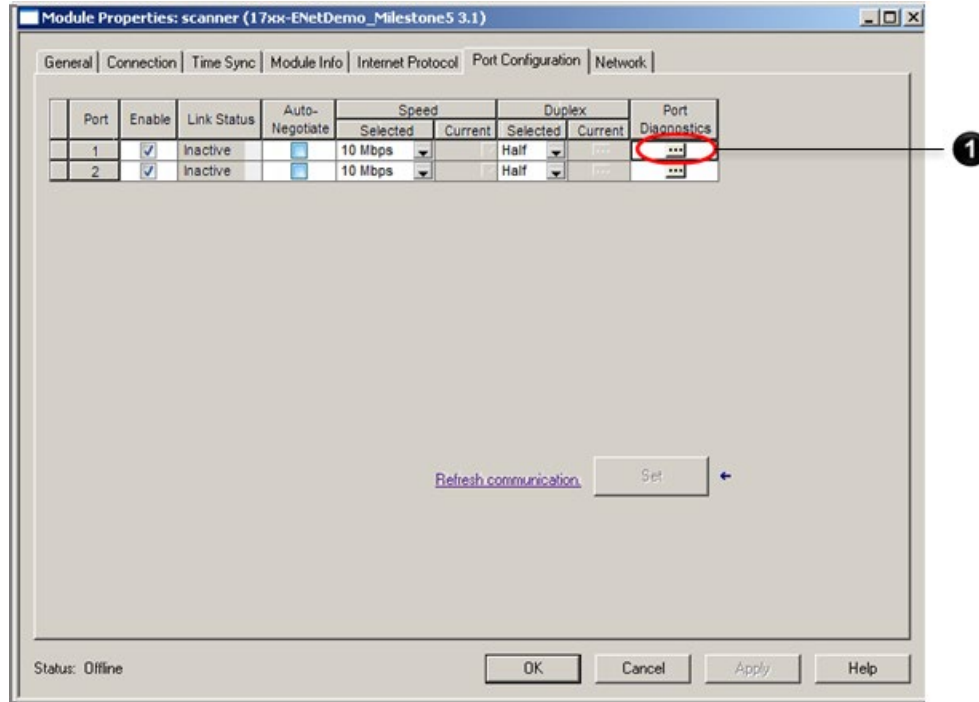 Module Properties: scanner (17xx-ENetDemo_Milestone5 3.1)
General Connection Time Sync Module Info Internet Protocol Port Configuration Network
Port Enable Link Status Auto-Negotiate Speed Duplex Port Diagnostics
Selected Current Selected Current
1 Inactive 10 Mbps Half ...
2 Inactive 10 Mbps Half ...
1
Refresh communication. Set
Status: Offline OK Cancel Apply Help